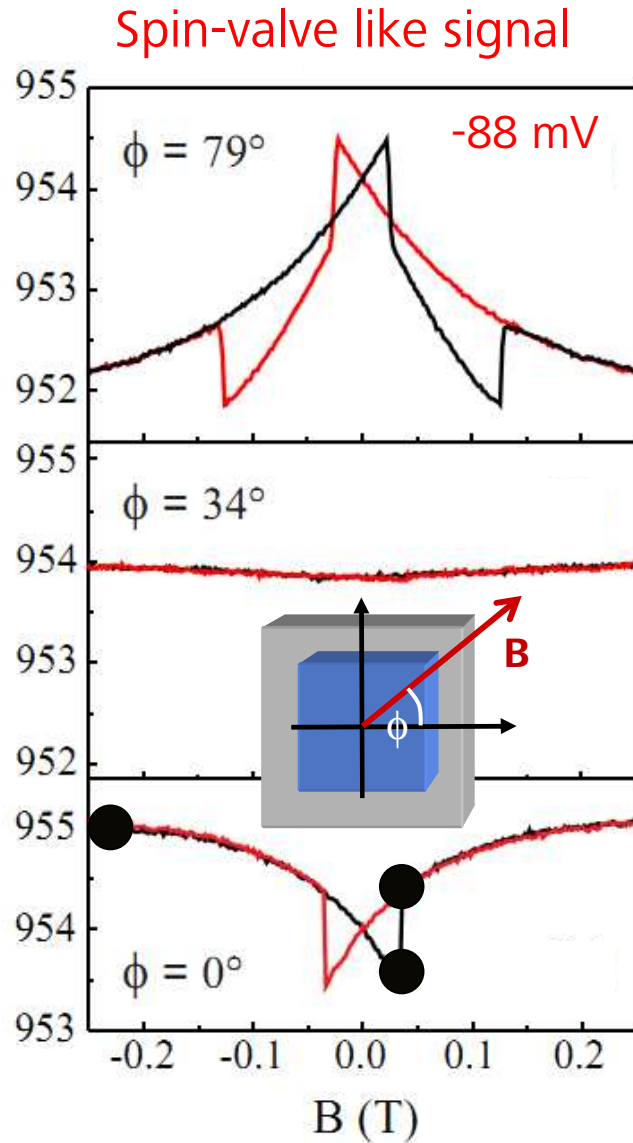 Spin-valve like signal
955
954
953
952
ϕ = 79°
-88 mV
955
954
953
952
ϕ = 34°
B
ϕ
955
954
953
ϕ = 0°
-0.2 -0.1 0.0 0.1 0.2
B (T)